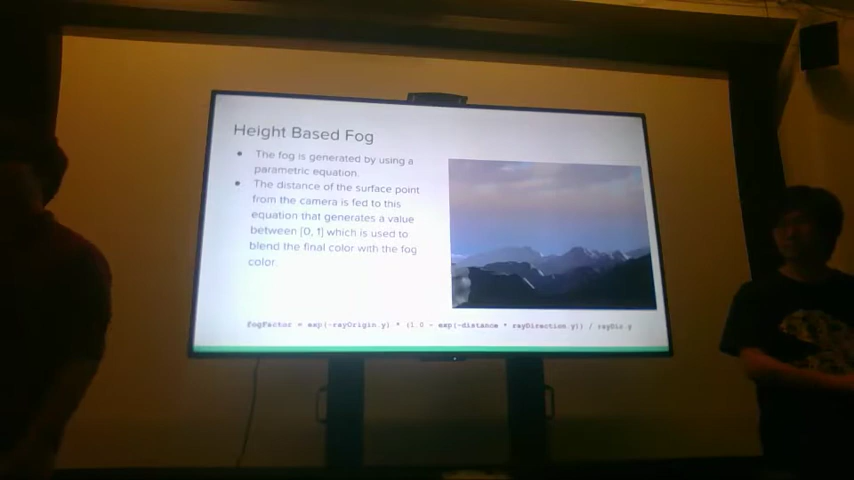 Height Based Fog
The fog is generated by using a
parametric equation.
The distance of the surface point
from the camera is fed to this
equation that generates a value
between [0, 1] which is used to
blend the final color with the fog
color.
fogFactor = exp(-rayOrigin.y) * (1.0 - exp(-distance * rayDirection.y)) / rayDir.y